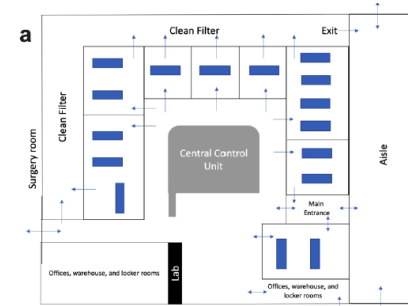 a
Clean Filter
Exit
Clean Filter
Surgery room
Central Control
Unit
Aisle
Main
Entrance
Offices, warehouse, and locker rooms
Lab
Offices, warehouse, and
locker rooms